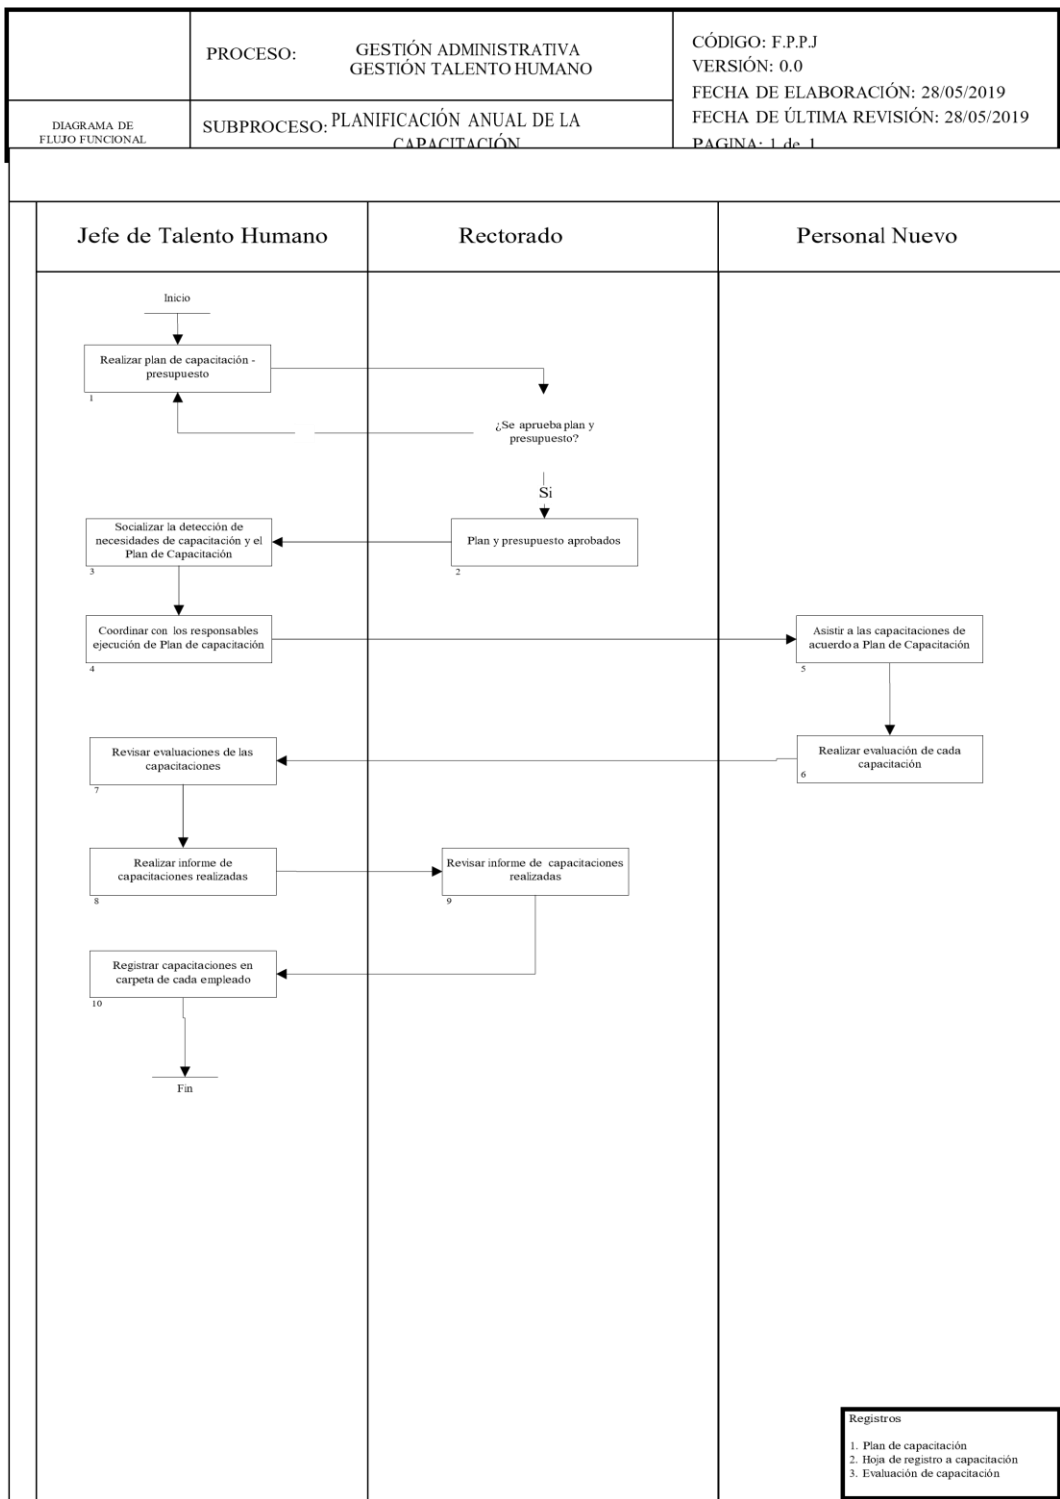 PROCESO:
GESTIÓN ADMINISTRATIVA
GESTIÓN TALENTO HUMANO
CÓDIGO: F.P.P.J
VERSIÓN: 0.0
FECHA DE ELABORACIÓN: 28/05/2019
FECHA DE ÚLTIMA REVISIÓN: 28/05/2019
PAGINA: 1 de 1
DIAGRAMA DE
FLUJO FUNCIONAL
SUBPROCESO:
PLANIFICACIÓN ANUAL DE LA
CAPACITACIÓN
Jefe de Talento Humano
Rectorado
Personal Nuevo
Inicio
Realizar plan de capacitación -
presupuesto
1
¿Se aprueba plan y
presupuesto?
Si
Plan y presupuesto aprobados
2
Socializar la detección de
necesidades de capacitación y el
Plan de Capacitación
3
Coordinar con los responsables
ejecución de Plan de capacitación
4
Asistir a las capacitaciones de
acuerdo a Plan de Capacitación
5
Realizar evaluación de cada
capacitación
6
Revisar evaluaciones de las
capacitaciones
7
Realizar informe de
capacitaciones realizadas
8
Revisar informe de capacitaciones
realizadas
9
Registrar capacitaciones en
carpeta de cada empleado
10
Fin
Registros
1. Plan de capacitación
2. Hoja de registro a capacitación
3. Evaluación de capacitación